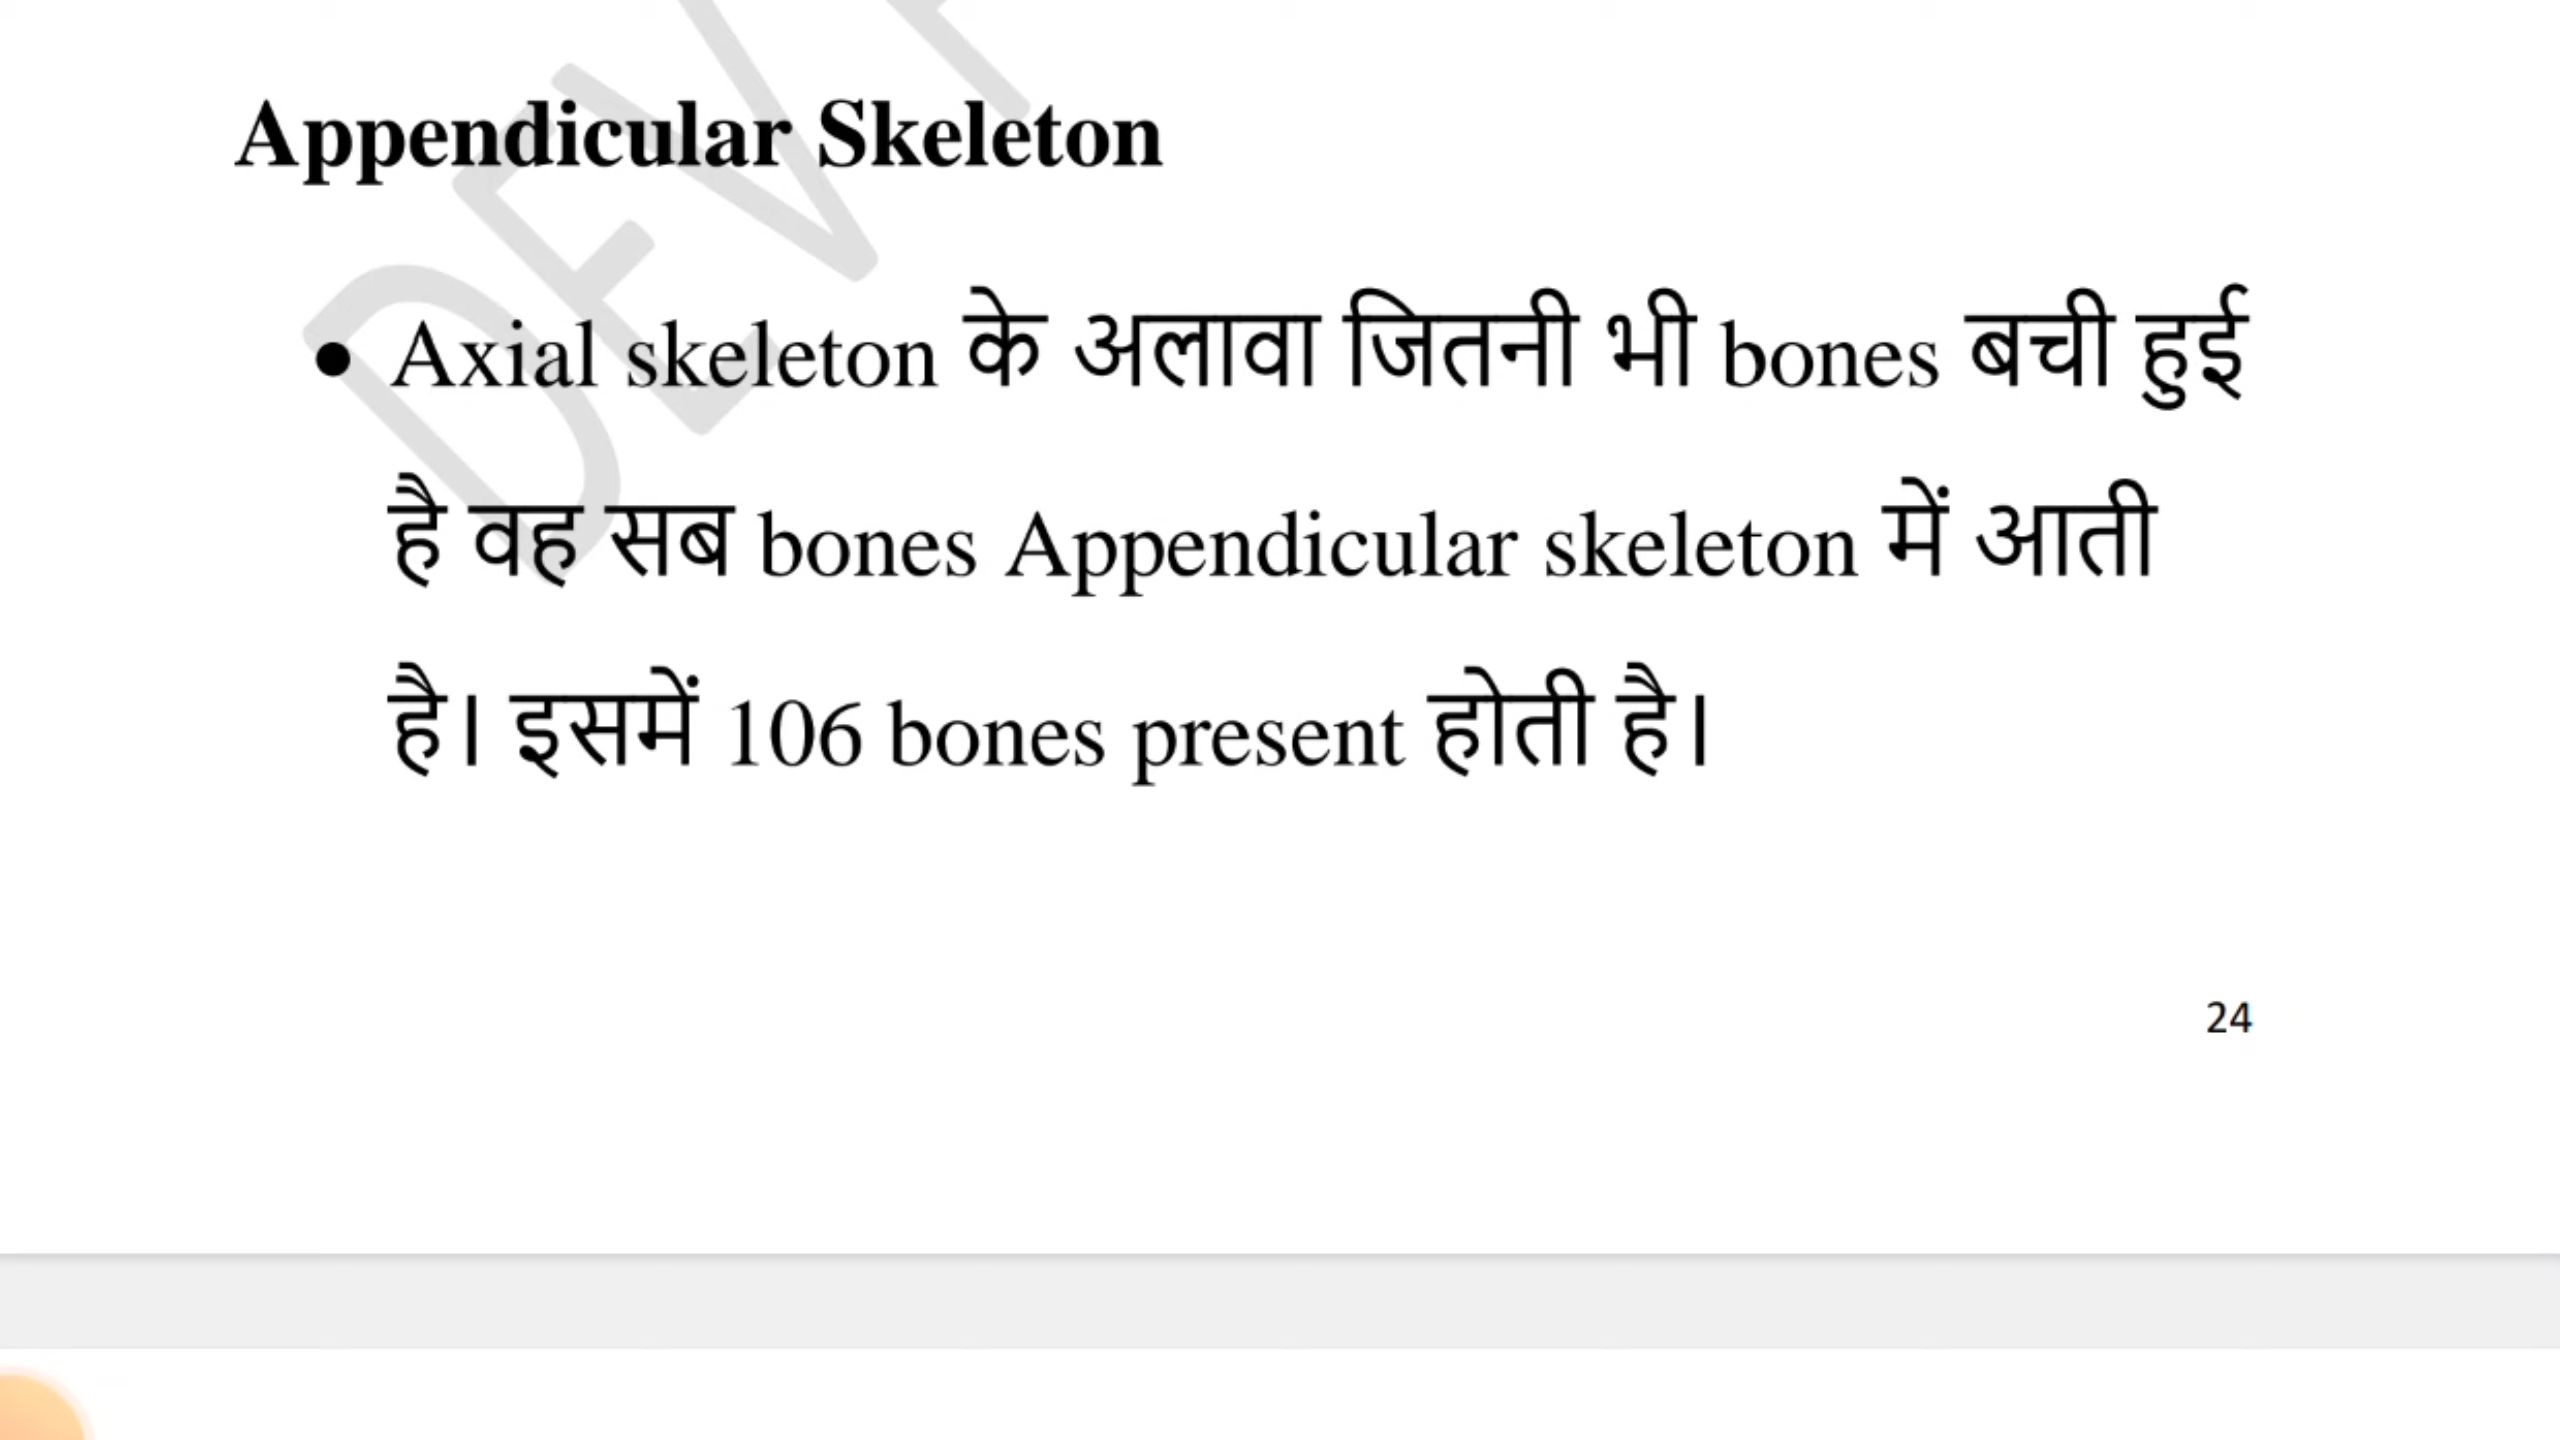 Appendicular Skeleton
• Axial skeleton के अलावा जितनी भी bones बची हुई
है वह सब bones Appendicular skeleton में आती
है। इसमें 106 bones present होती है।
24